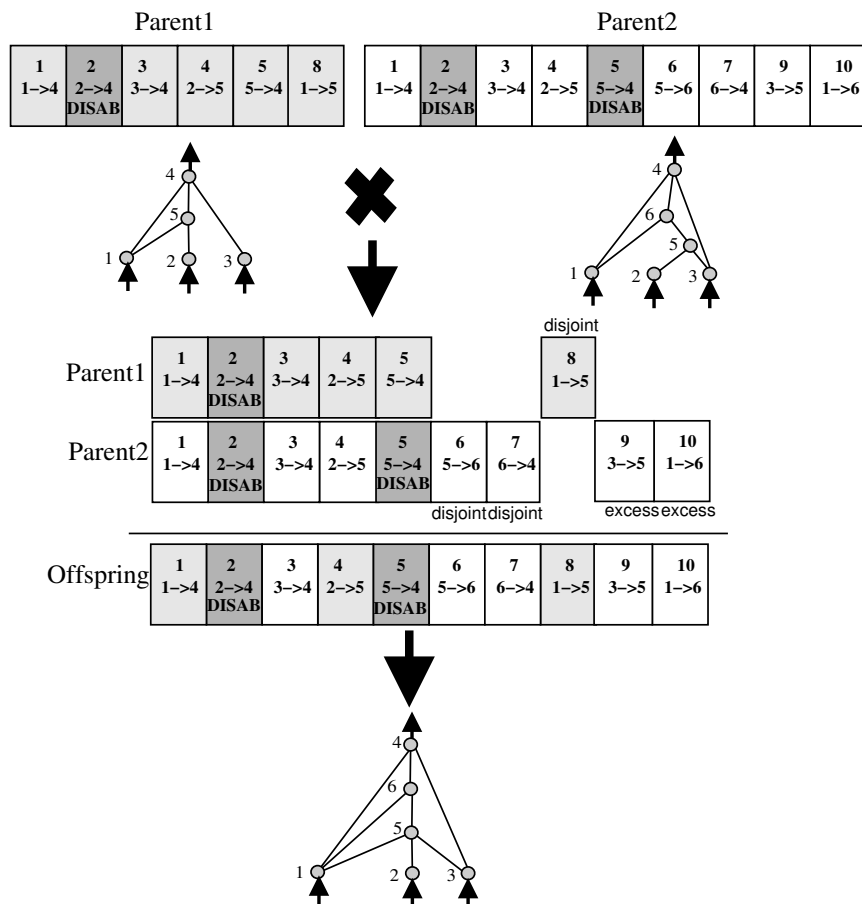 Parent1 Parent2
1 2 3 4 5 8 1 2 3 4 5 6 7 9 10
1->4 2->4 3->4 2->5 5->4 1->5 1->4 2->4 3->4 2->5 5->4 5->6 6->4 3->5 1->6
DISAB DISAB DISAB
4 4
5 6
5
1 2 3 1 2 3
disjoint
Parent1 1 2 3 4 5 8
1->4 2->4 3->4 2->5 5->4 1->5
DISAB
Parent2 1 2 3 4 5 6 7 9 10
1->4 2->4 3->4 2->5 5->4 5->6 6->4 3->5 1->6
DISAB DISAB
disjoint disjoint excess excess
Offspring 1 2 3 4 5 6 7 8 9 10
1->4 2->4 3->4 2->5 5->4 5->6 6->4 1->5 3->5 1->6
DISAB DISAB
4
6
5
1 2 3